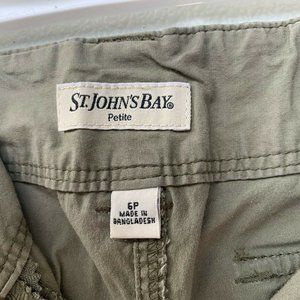 ST. JOHN'S BAY®
Petite
6P
MADE IN
BANGLADESH